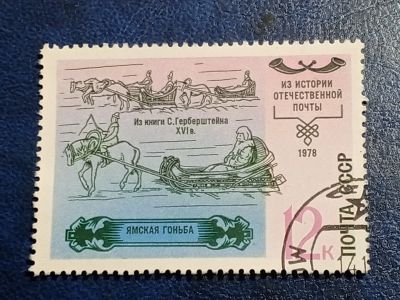 ИЗ ИСТОРИИ
ОТЕЧЕСТВЕННОЙ
ПОЧТЫ
1978
Из книги С.Герберштейна
XVI в.
ЯМСКАЯ ГОНЬБА
12 К
ПОЧТА СССР